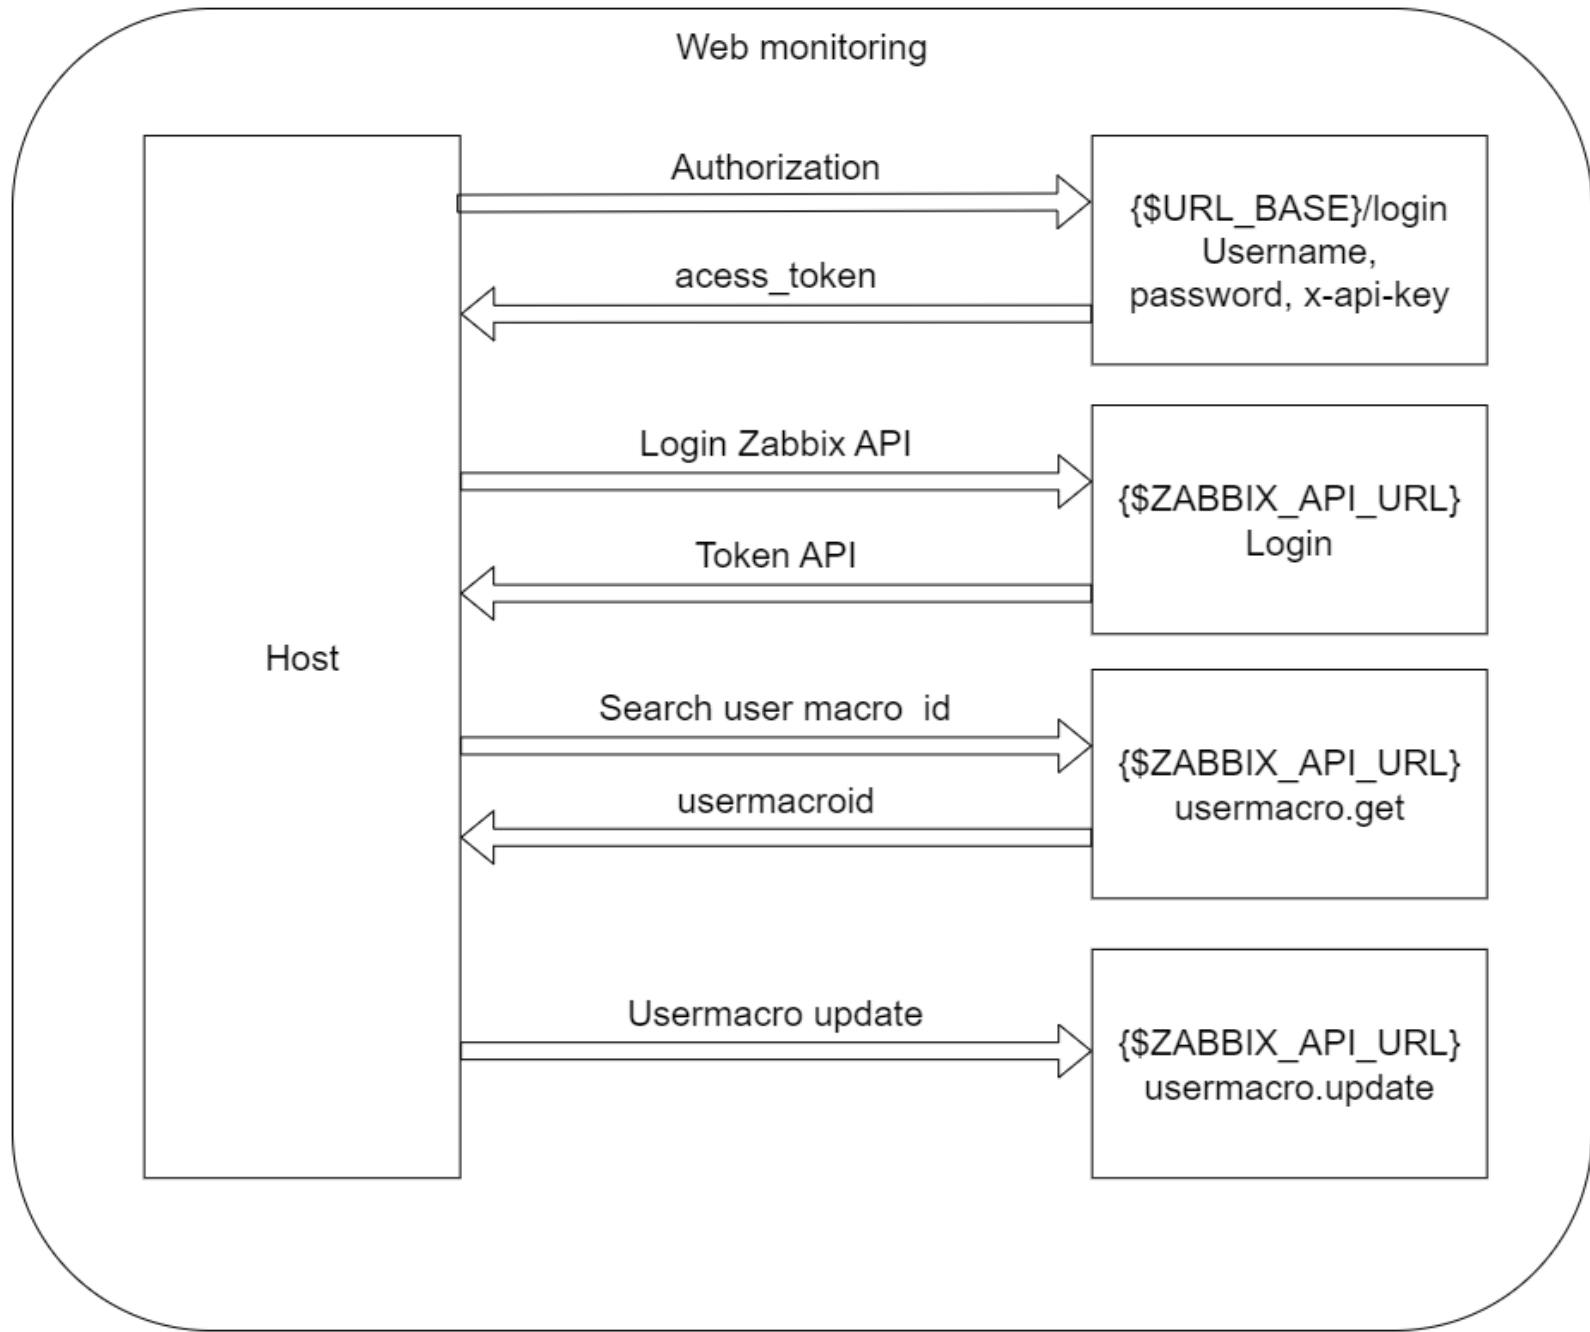 Web monitoring
Authorization
{$URL_BASE}/login
Username,
password, x-api-key
acess_token
Login Zabbix API
{$ZABBIX_API_URL}
Login
Token API
Host
Search user macro  id
{$ZABBIX_API_URL}
usermacro.get
usermacroid
Usermacro update
{$ZABBIX_API_URL}
usermacro.update